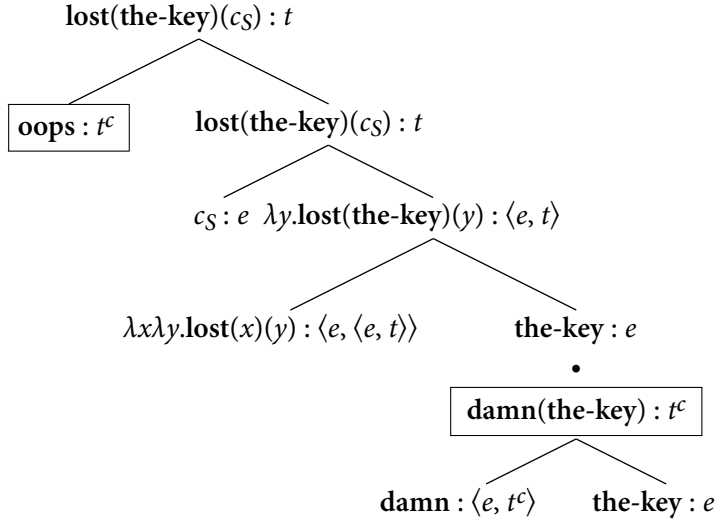 lost(the-key)(c_S) : t
oops : t^c
lost(the-key)(c_S) : t
c_S : e λy.lost(the-key)(y) : ⟨e, t⟩
λxλy.lost(x)(y) : ⟨e, ⟨e, t⟩⟩ the-key : e
•
damn(the-key) : t^c
damn : ⟨e, t^c⟩ the-key : e